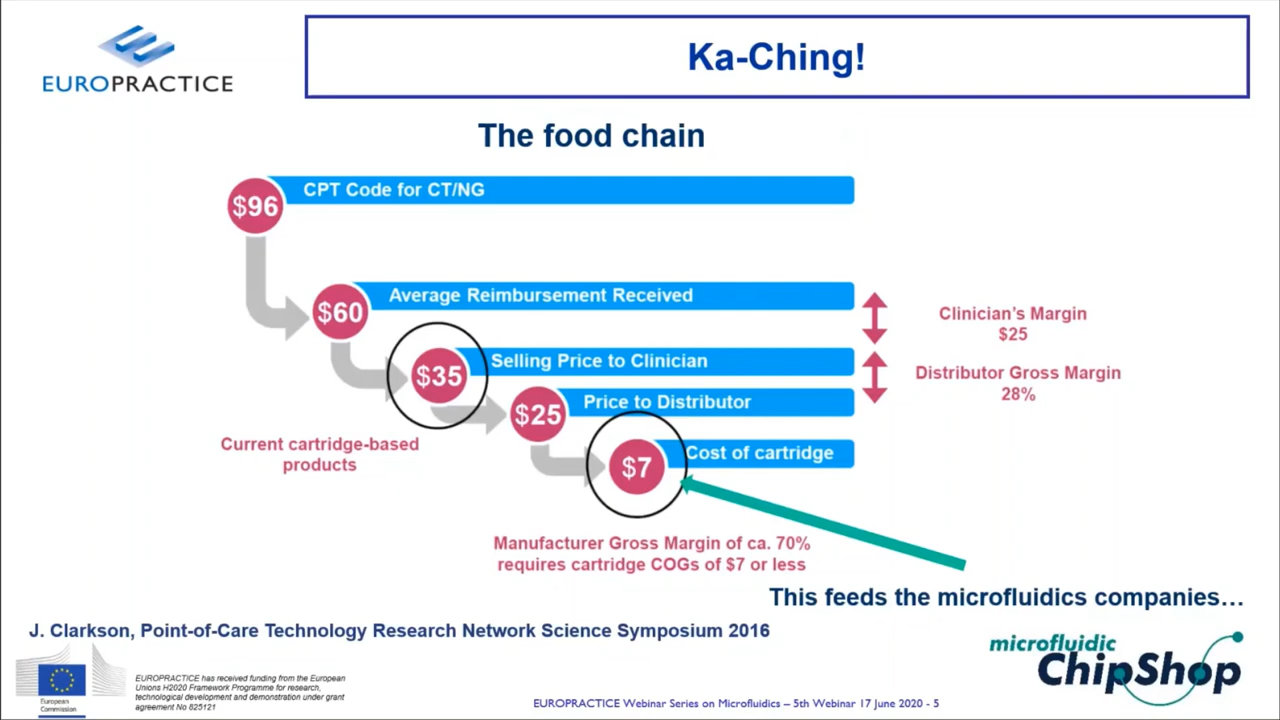 EUROPRACTICE
Ka-Ching!
The food chain
$96
CPT Code for CT/NG
$60
Average Reimbursement Received
Clinician's Margin
$25
$35
Selling Price to Clinician
Distributor Gross Margin
28%
$25
Price to Distributor
Current cartridge-based
products
$7
Cost of cartridge
Manufacturer Gross Margin of ca. 70%
requires cartridge COGs of $7 or less
This feeds the microfluidics companies...
J. Clarkson, Point-of-Care Technology Research Network Science Symposium 2016
microfluidic
ChipShop
European
Commission
EUROPRACTICE has received funding from the European
Unions H2020 Framework Programme for research,
technological development and demonstration under grant
agreement No 825121
EUROPRACTICE Webinar Series on Microfluidics – 5th Webinar 17 June 2020 - 5